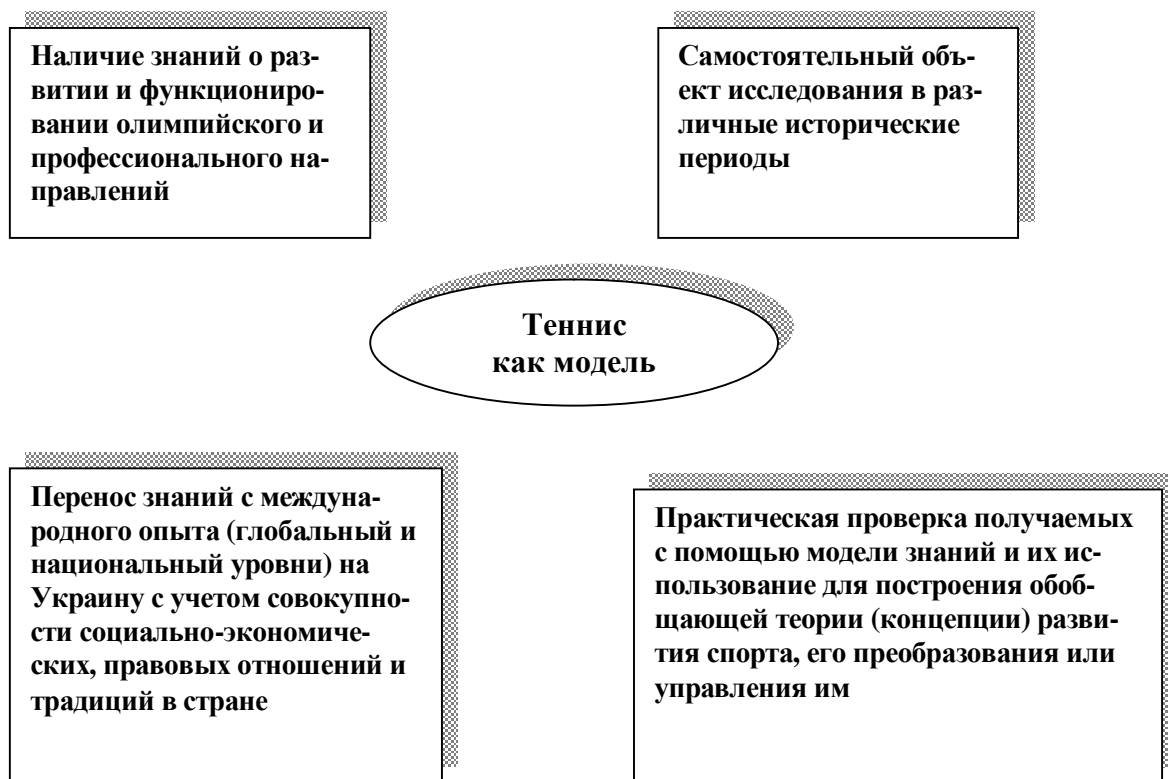 Наличие знаний о раз-
витии и функциониро-
вании олимпийского и
профессионального на-
правлений
Самостоятельный объ-
ект исследования в раз-
личные исторические
периоды
Теннис
как модель
Перенос знаний с междуна-
родного опыта (глобальный и
национальный уровни) на
Украину с учетом совокупно-
сти социально-экономиче-
ских, правовых отношений и
традиций в стране
Практическая проверка получаемых
с помощью модели знаний и их ис-
пользование для построения обоб-
щающей теории (концепции) разви-
тия спорта, его преобразования или
управления им